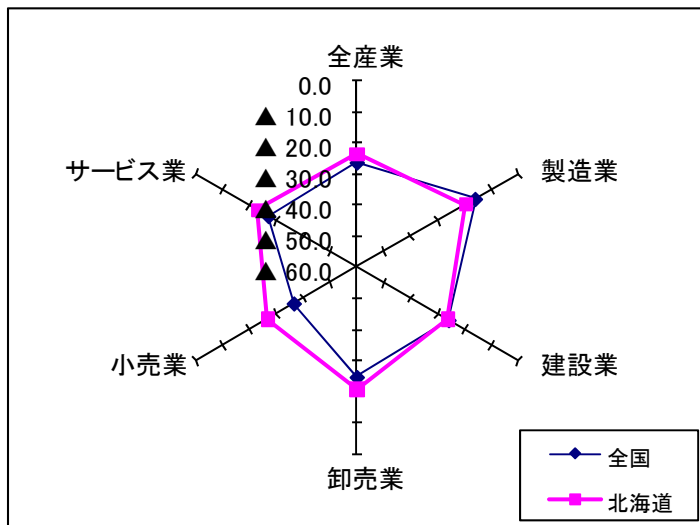 全産業
0.0
▲ 10.0
▲ 20.0
▲ 30.0
▲ 40.0
▲ 50.0
▲ 60.0
サービス業
製造業
小売業
建設業
卸売業
全国
北海道